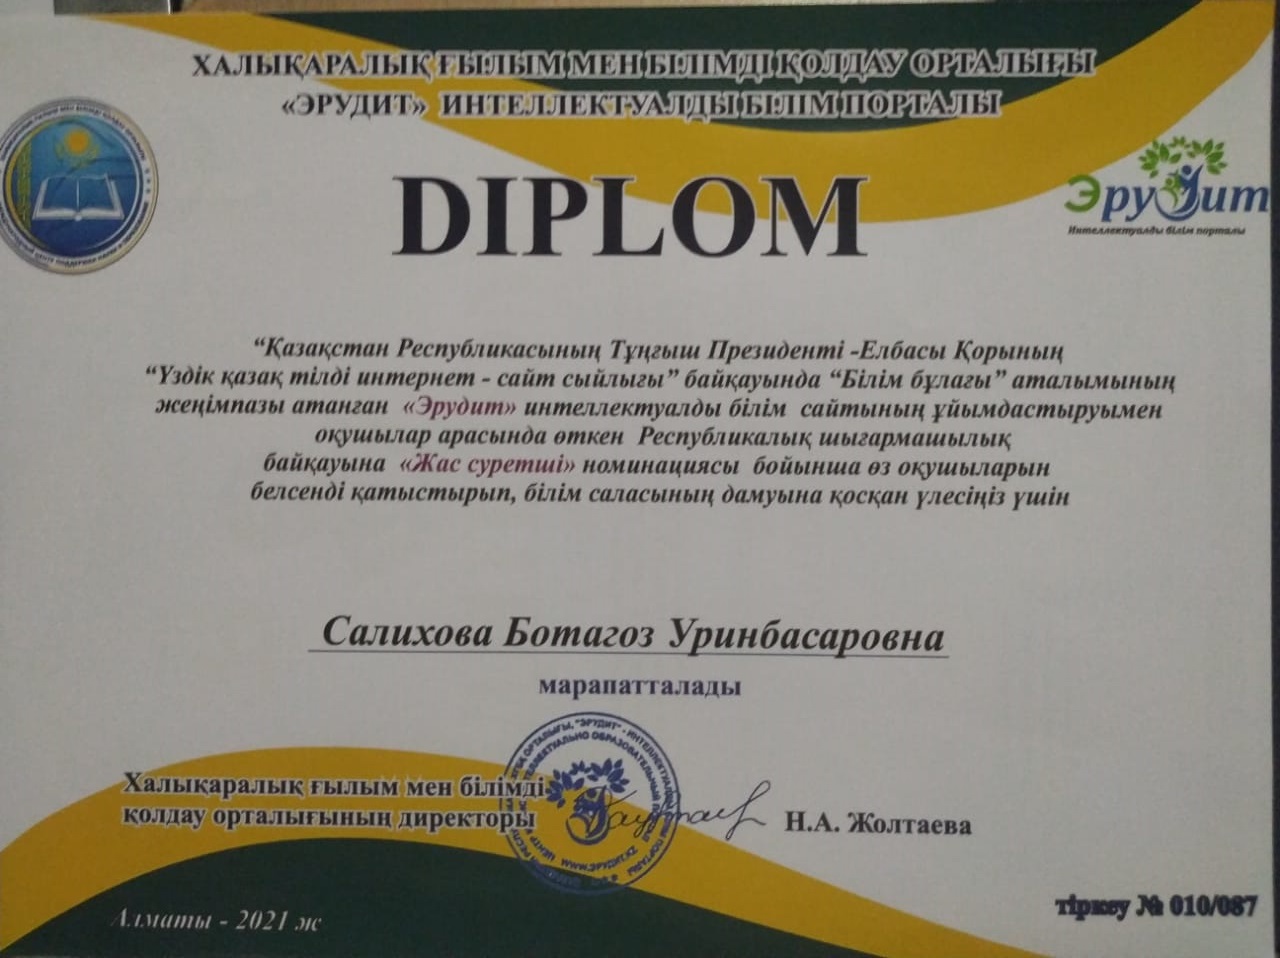 ХАЛЫҚАРАЛЫҚ ҒЫЛЫМ МЕН БІЛІМДІ ҚОЛДАУ ОРТАЛЫҒЫ
«ЭРУДИТ» ИНТЕЛЛЕКТУАЛДЫ БІЛІМ ПОРТАЛЫ
Эрудит
Интеллектуалды білім порталы
DIPLOM
“Қазақстан Республикасының Тұңғыш Президенті -Елбасы Қорының
“Үздік қазақ тілді интернет - сайт сыйлығы” байқауында “Білім бұлағы” аталымының
жеңімпазы атанған «Эрудит» интеллектуалды білім сайтының ұйымдастыруымен
оқушылар арасында өткен Республикалық шығармашылық
байқауына «Жас суретші» номинациясы бойынша өз оқушыларын
белсенді қатыстырып, білім саласының дамуына қосқан үлесіңіз үшін
Салихова Ботагоз Уринбасаровна
марапатталады
Халықаралық ғылым мен білімді
қолдау орталығының директоры
Н.А. Жолтаева
WWW.ЭРУДИТ.KZ
Алматы - 2021 ж
тіркеу № 010/087